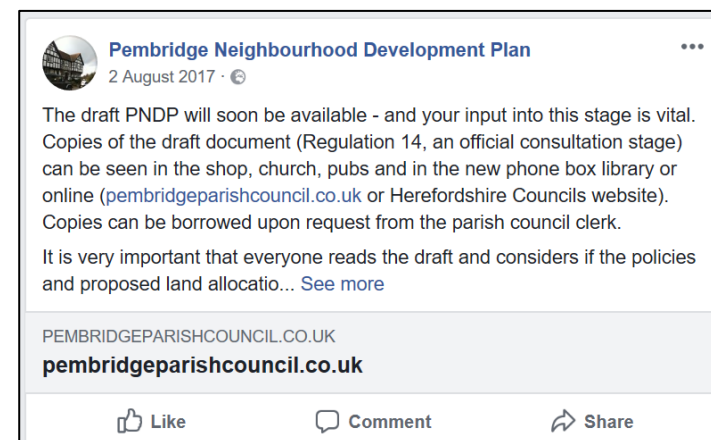 Pembridge Neighbourhood Development Plan
2 August 2017 ·
The draft PNDP will soon be available - and your input into this stage is vital.
Copies of the draft document (Regulation 14, an official consultation stage)
can be seen in the shop, church, pubs and in the new phone box library or
online (pembridgeparishcouncil.co.uk or Herefordshire Councils website).
Copies can be borrowed upon request from the parish council clerk.
It is very important that everyone reads the draft and considers if the policies
and proposed land allocatio... See more
PEMBRIDGEPARISHCOUNCIL.CO.UK
pembridgeparishcouncil.co.uk
Like Comment Share